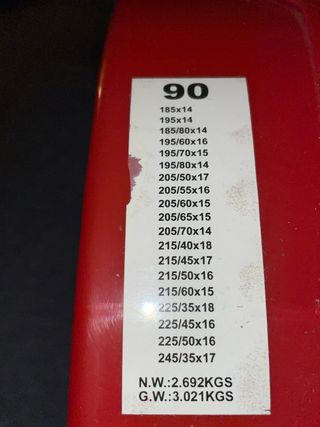 90
185x14
195x14
185/80x14
195/60x16
195/70x15
195/80x14
205/50x17
205/55x16
205/60x15
205/65x15
205/70x14
215/40x18
215/45x17
215/50x16
215/60x15
225/35x18
225/45x16
225/50x16
245/35x17
N.W.:2.692KGS
G.W.:3.021KGS